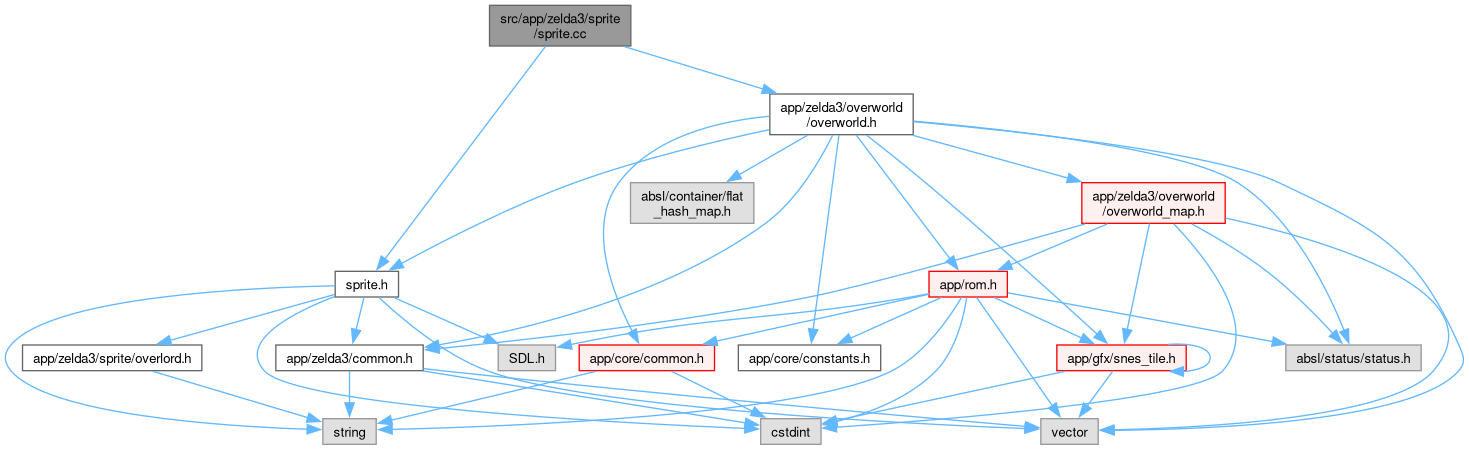 src/app/zelda3/sprite
/sprite.cc
app/zelda3/overworld
/overworld.h
absl/container/flat
_hash_map.h
app/zelda3/overworld
/overworld_map.h
sprite.h
app/rom.h
app/zelda3/sprite/overlord.h
app/zelda3/common.h
SDL.h
app/core/common.h
app/core/constants.h
app/gfx/snes_tile.h
absl/status/status.h
string
cstdint
vector